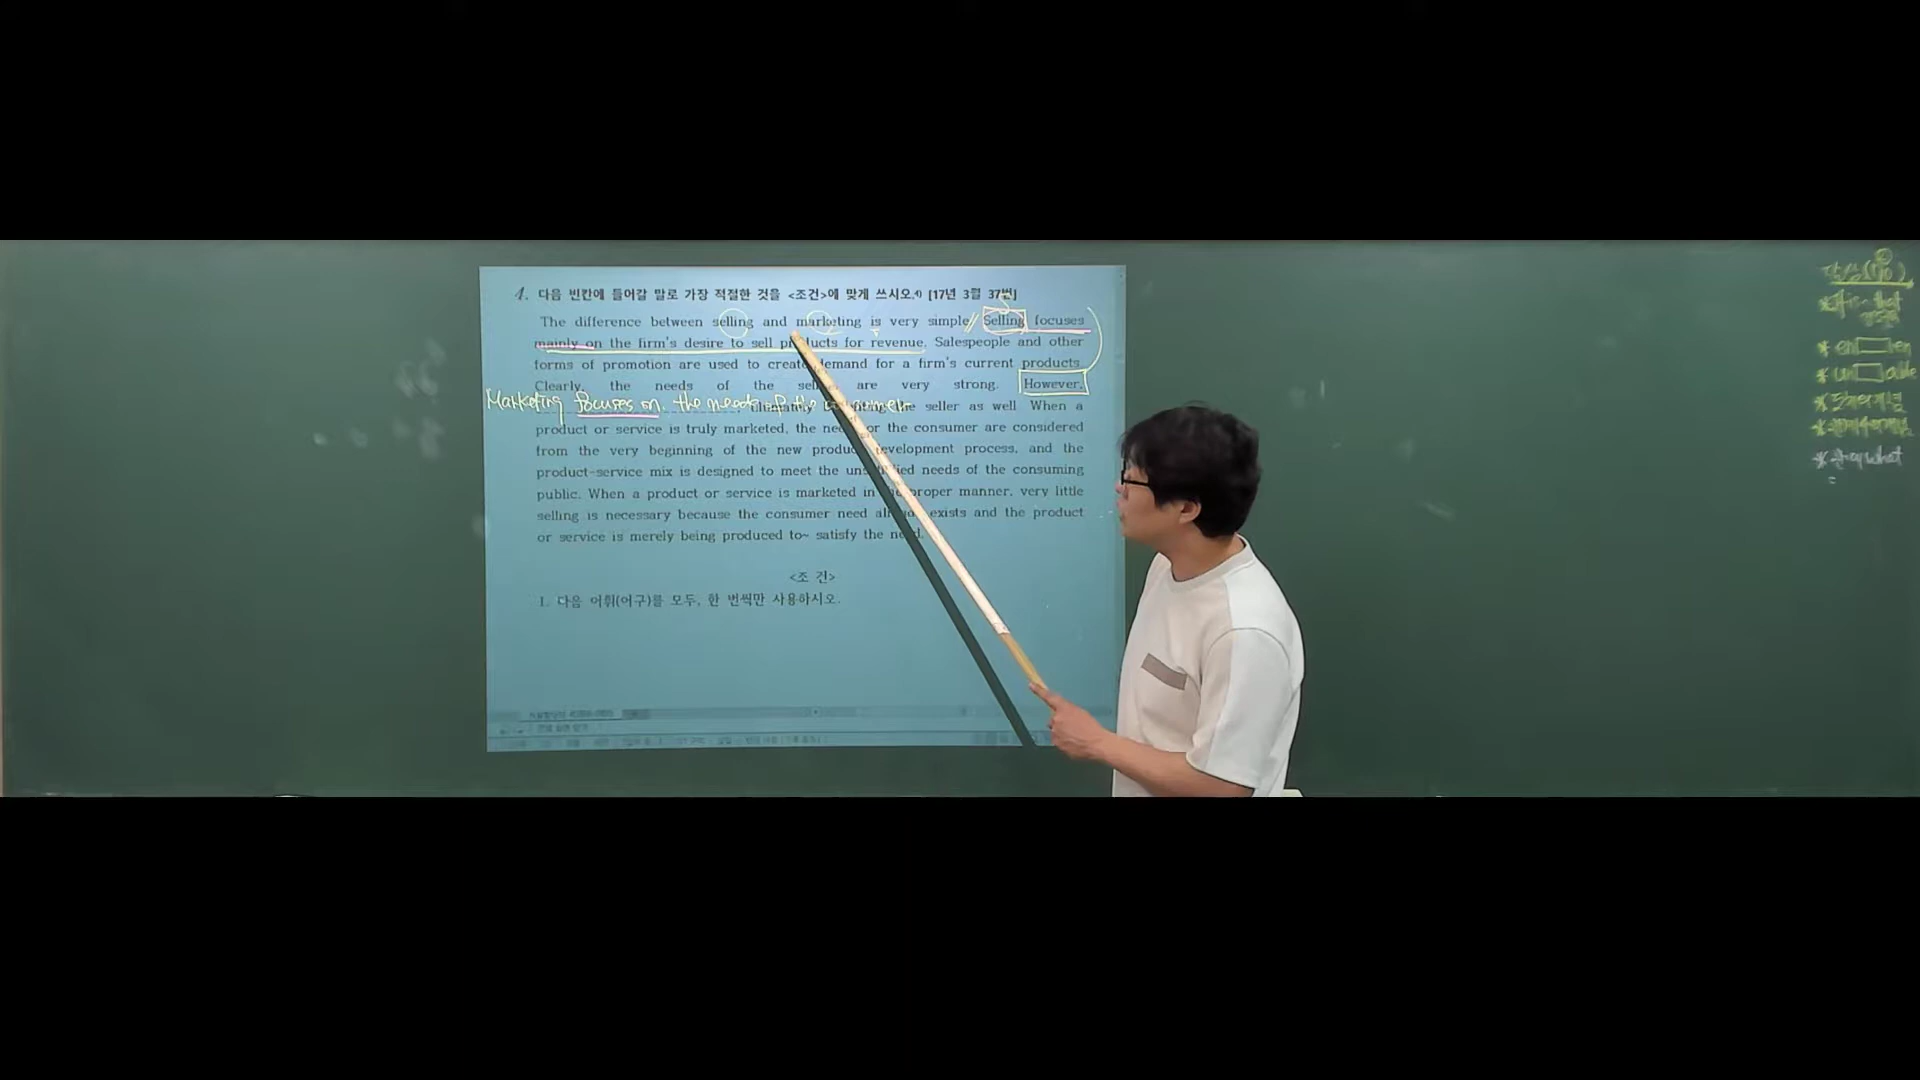 4. 다음 빈칸에 들어갈 말로 가장 적절한 것을 <조건>에 맞게 쓰시오.4) [17년 3월 37번]
The difference between selling and marketing is very simple. Selling focuses
mainly on the firm's desire to sell products for revenue. Salespeople and other
forms of promotion are used to create demand for a firm's current products.
Clearly, the needs of the seller are very strong. However,
Marketing focuses on the needs of the consumer
Ultimately the seller as well. When a
product or service is truly marketed, the needs of the consumer are considered
from the very beginning of the new product development process, and the
product-service mix is designed to meet the unsatisfied needs of the consuming
public. When a product or service is marketed in the proper manner, very little
selling is necessary because the consumer need already exists and the product
or service is merely being produced to~ satisfy the need.
<조 건>
1. 다음 어휘(어구)를 모두, 한 번씩만 사용하시오.
* en en
* un able
* what